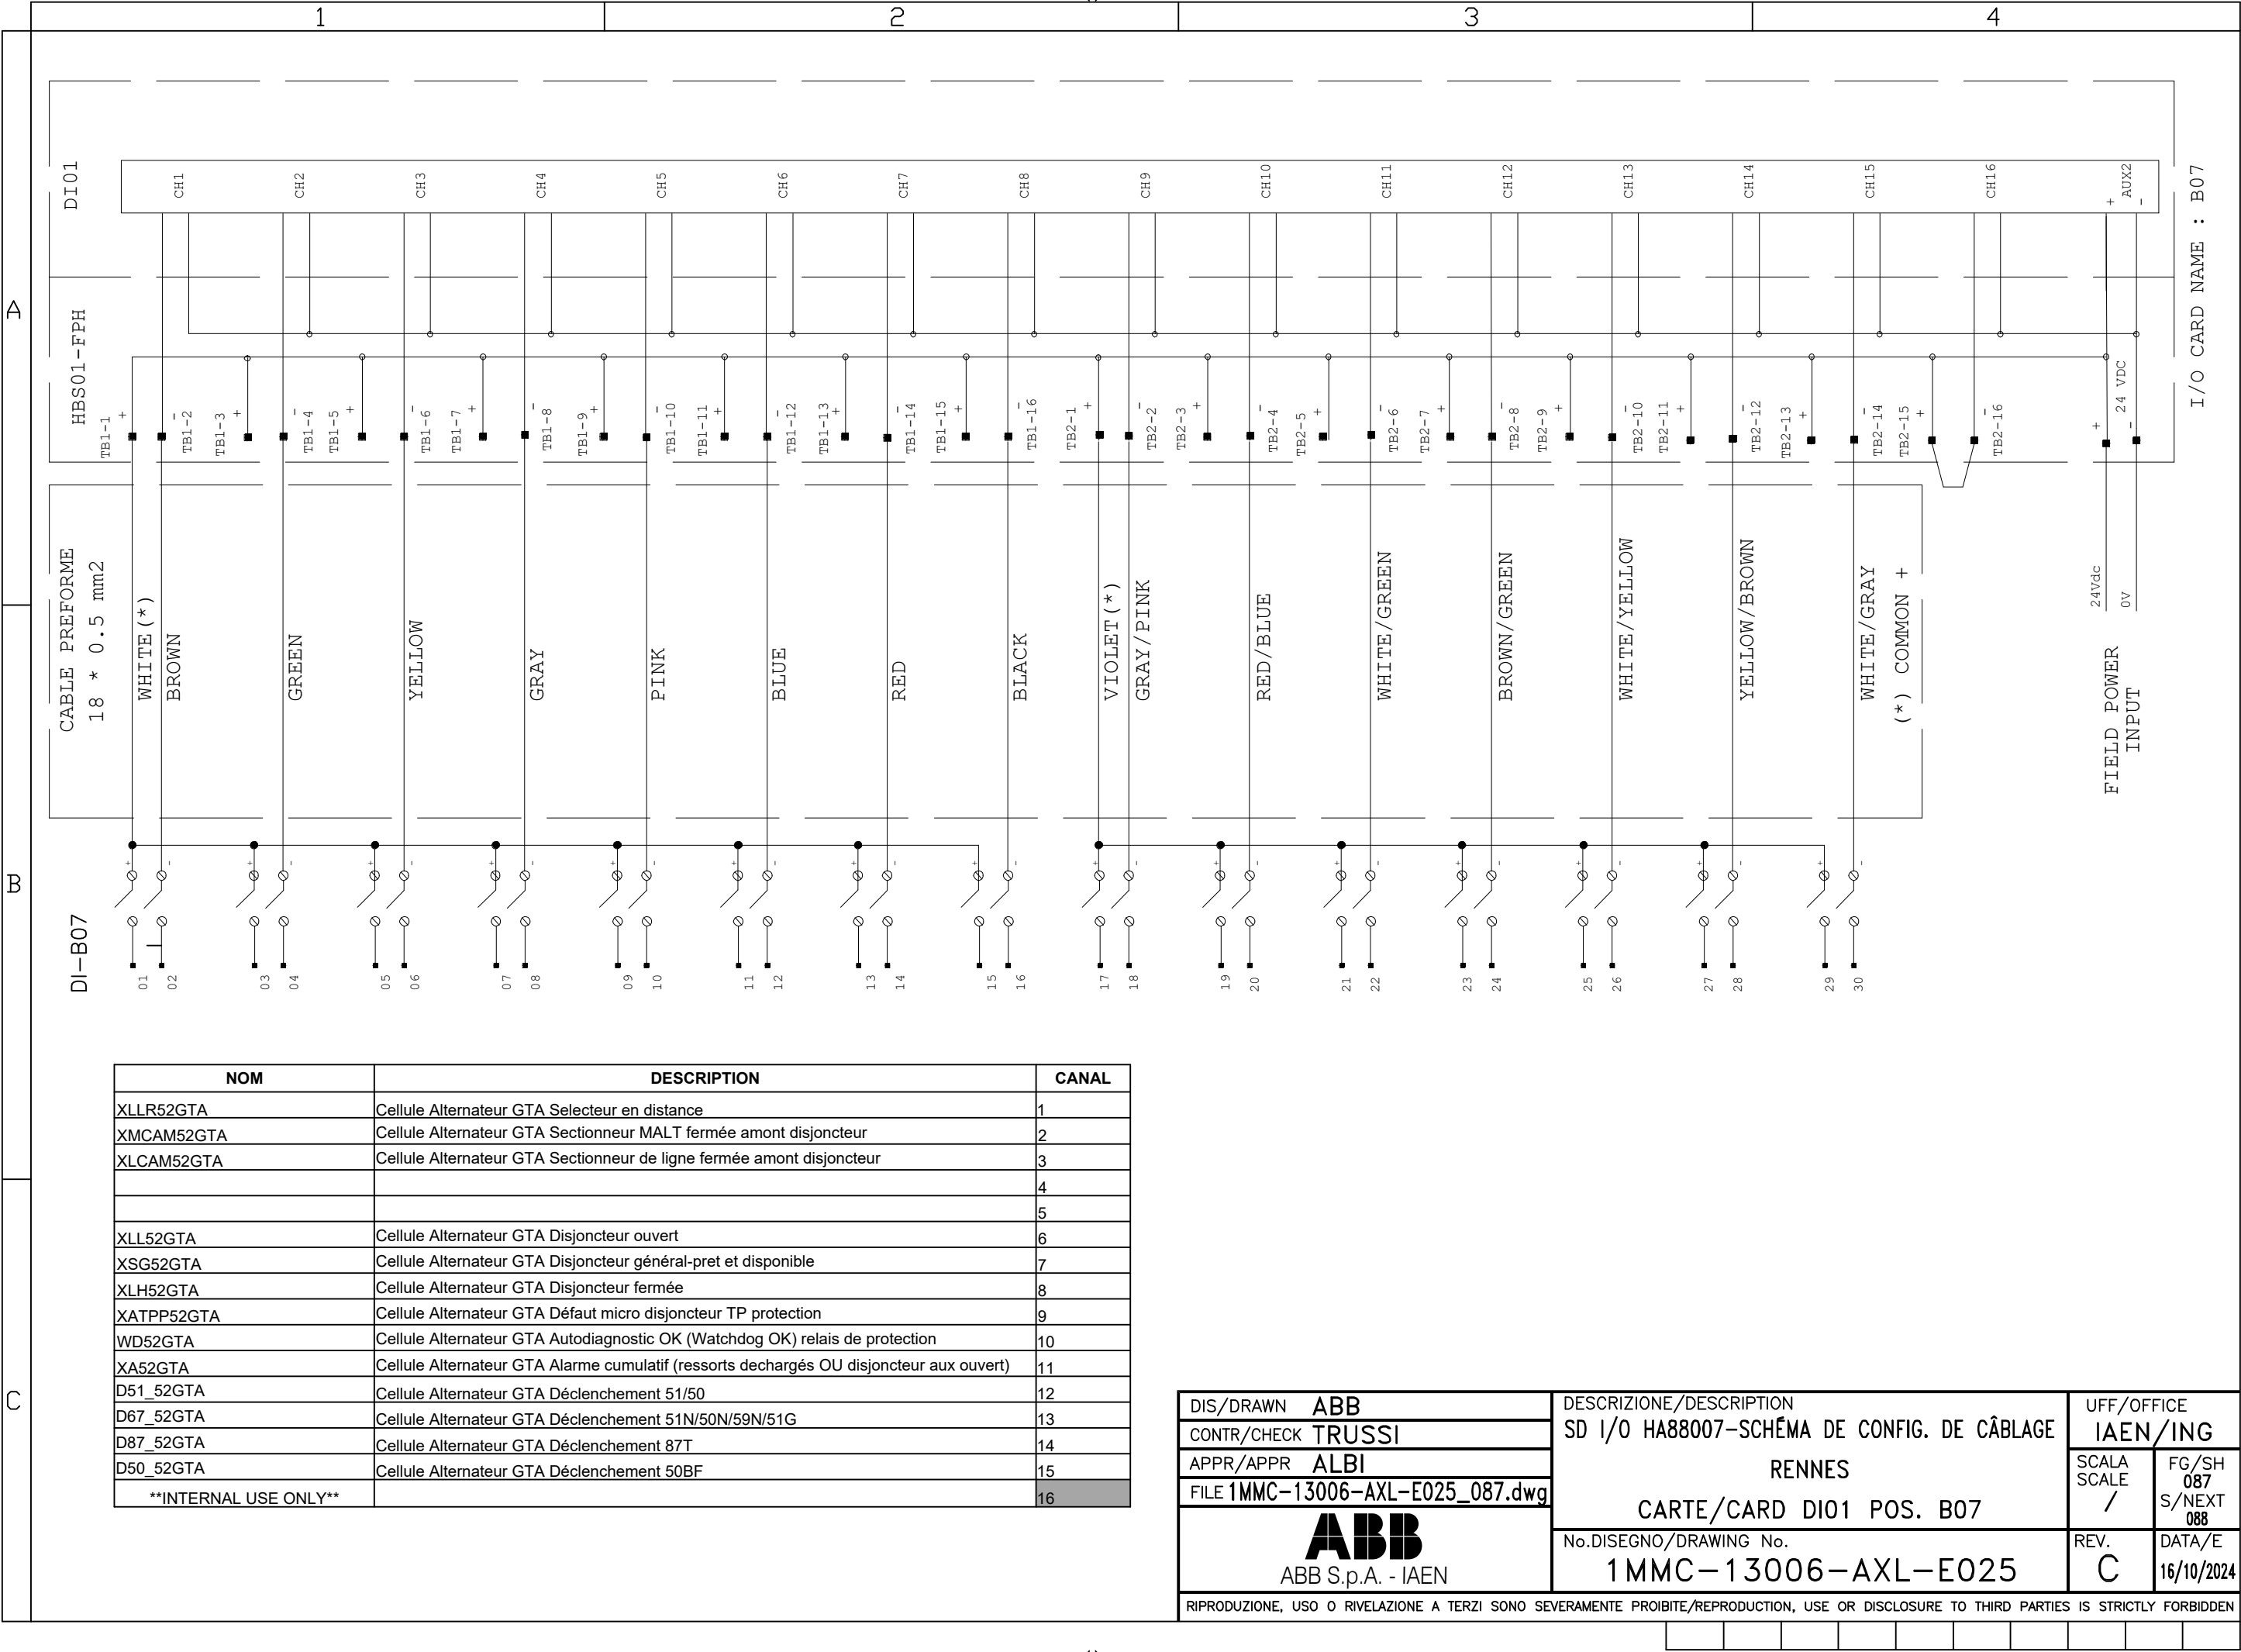 1 2 3 4
A
B
C
DI01
CH1 CH2 CH3 CH4 CH5 CH6 CH7 CH8 CH9 CH10 CH11 CH12 CH13 CH14 CH15 CH16 + AUX2 -
I/O CARD NAME : B07
HBS01-FPH
TB1-1 + - TB1-2 TB1-3 + - TB1-4 TB1-5 + - TB1-6 TB1-7 + - TB1-8 TB1-9 + - TB1-10 TB1-11 + - TB1-12 TB1-13 + - TB1-14 TB1-15 + - TB1-16 TB2-1 + - TB2-2 TB2-3 + - TB2-4 TB2-5 + - TB2-6 TB2-7 + - TB2-8 TB2-9 + - TB2-10 TB2-11 + - TB2-12 TB2-13 + - TB2-14 TB2-15 + - TB2-16 + 24 VDC -
CABLE PREFORME
18 * 0.5 mm2
WHITE(*)
BROWN
GREEN
YELLOW
GRAY
PINK
BLUE
RED
BLACK
VIOLET(*)
GRAY/PINK
RED/BLUE
WHITE/GREEN
BROWN/GREEN
WHITE/YELLOW
YELLOW/BROWN
WHITE/GRAY
(*) COMMON +
24Vdc
0V
FIELD POWER
INPUT
+ - + - + - + - + - + - + - + - + - + - + - + - + - + - + -
DI-B07
01 02 03 04 05 06 07 08 09 10 11 12 13 14 15 16 17 18 19 20 21 22 23 24 25 26 27 28 29 30
NOM DESCRIPTION CANAL
XLLR52GTA Cellule Alternateur GTA Selecteur en distance 1
XMCAM52GTA Cellule Alternateur GTA Sectionneur MALT fermée amont disjoncteur 2
XLCAM52GTA Cellule Alternateur GTA Sectionneur de ligne fermée amont disjoncteur 3
4
5
XLL52GTA Cellule Alternateur GTA Disjoncteur ouvert 6
XSG52GTA Cellule Alternateur GTA Disjoncteur général-pret et disponible 7
XLH52GTA Cellule Alternateur GTA Disjoncteur fermée 8
XATPP52GTA Cellule Alternateur GTA Défaut micro disjoncteur TP protection 9
WD52GTA Cellule Alternateur GTA Autodiagnostic OK (Watchdog OK) relais de protection 10
XA52GTA Cellule Alternateur GTA Alarme cumulatif (ressorts dechargés OU disjoncteur aux ouvert) 11
D51_52GTA Cellule Alternateur GTA Déclenchement 51/50 12
D67_52GTA Cellule Alternateur GTA Déclenchement 51N/50N/59N/51G 13
D87_52GTA Cellule Alternateur GTA Déclenchement 87T 14
D50_52GTA Cellule Alternateur GTA Déclenchement 50BF 15
**INTERNAL USE ONLY** 16
DIS/DRAWN ABB
CONTR/CHECK TRUSSI
APPR/APPR ALBI
FILE 1MMC-13006-AXL-E025_087.dwg
ABB
ABB S.p.A. - IAEN
DESCRIZIONE/DESCRIPTION
SD I/O HA88007-SCHÉMA DE CONFIG. DE CÂBLAGE
RENNES
CARTE/CARD DI01 POS. B07
No.DISEGNO/DRAWING No.
1MMC-13006-AXL-E025
UFF/OFFICE
IAEN/ING
SCALA
SCALE
/
FG/SH
087
S/NEXT
088
REV.
C
DATA/E
16/10/2024
RIPRODUZIONE, USO O RIVELAZIONE A TERZI SONO SEVERAMENTE PROIBITE/REPRODUCTION, USE OR DISCLOSURE TO THIRD PARTIES IS STRICTLY FORBIDDEN